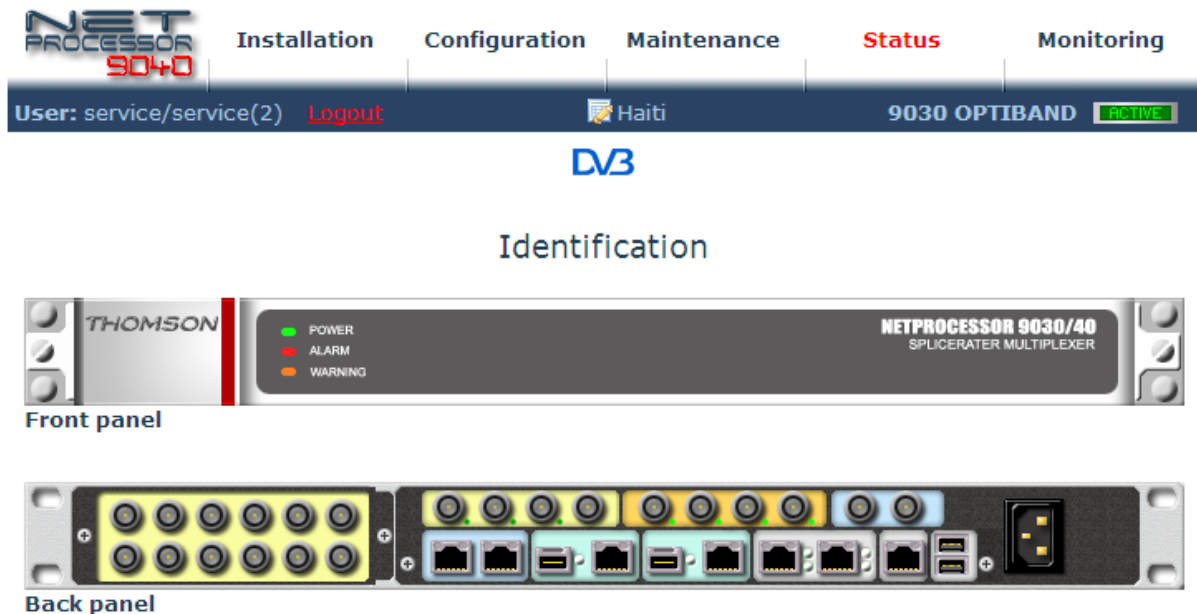 NET
PROCESSOR
9040
Installation Configuration Maintenance Status Monitoring
User: service/service(2) Logout Haiti 9030 OPTIBAND ACTIVE
DVB
Identification
THOMSON
POWER
ALARM
WARNING
NETPROCESSOR 9030/40
SPLICERATER MULTIPLEXER
Front panel
Back panel